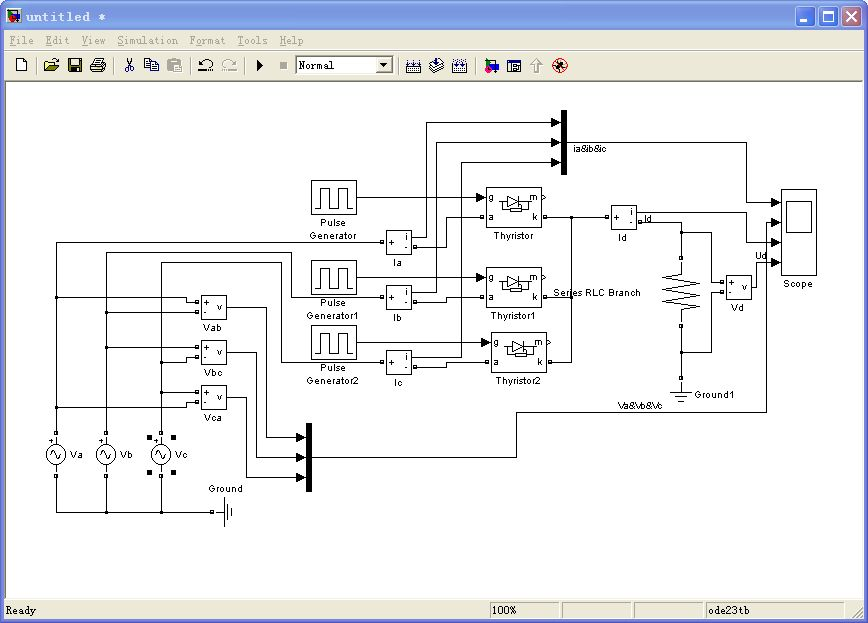 untitled *
File Edit View Simulation Format Tools Help
Normal
ia&ib&ic
Pulse
Generator
g m
a k
Thyristor
+ i
-
Ia
+ i
-
Id
Id
Ud
Scope
Pulse
Generator1
g m
a k
Thyristor1
+ i
-
Ib
Series RLC Branch
+ v
-
Vd
+ v
-
Vab
Pulse
Generator2
g m
a k
Thyristor2
+ i
-
Ic
+ v
-
Vbc
Ground1
+ v
-
Vca
Va&Vb&Vc
+ Va
+ Vb
+ Vc
Ground
Ready 100% ode23tb